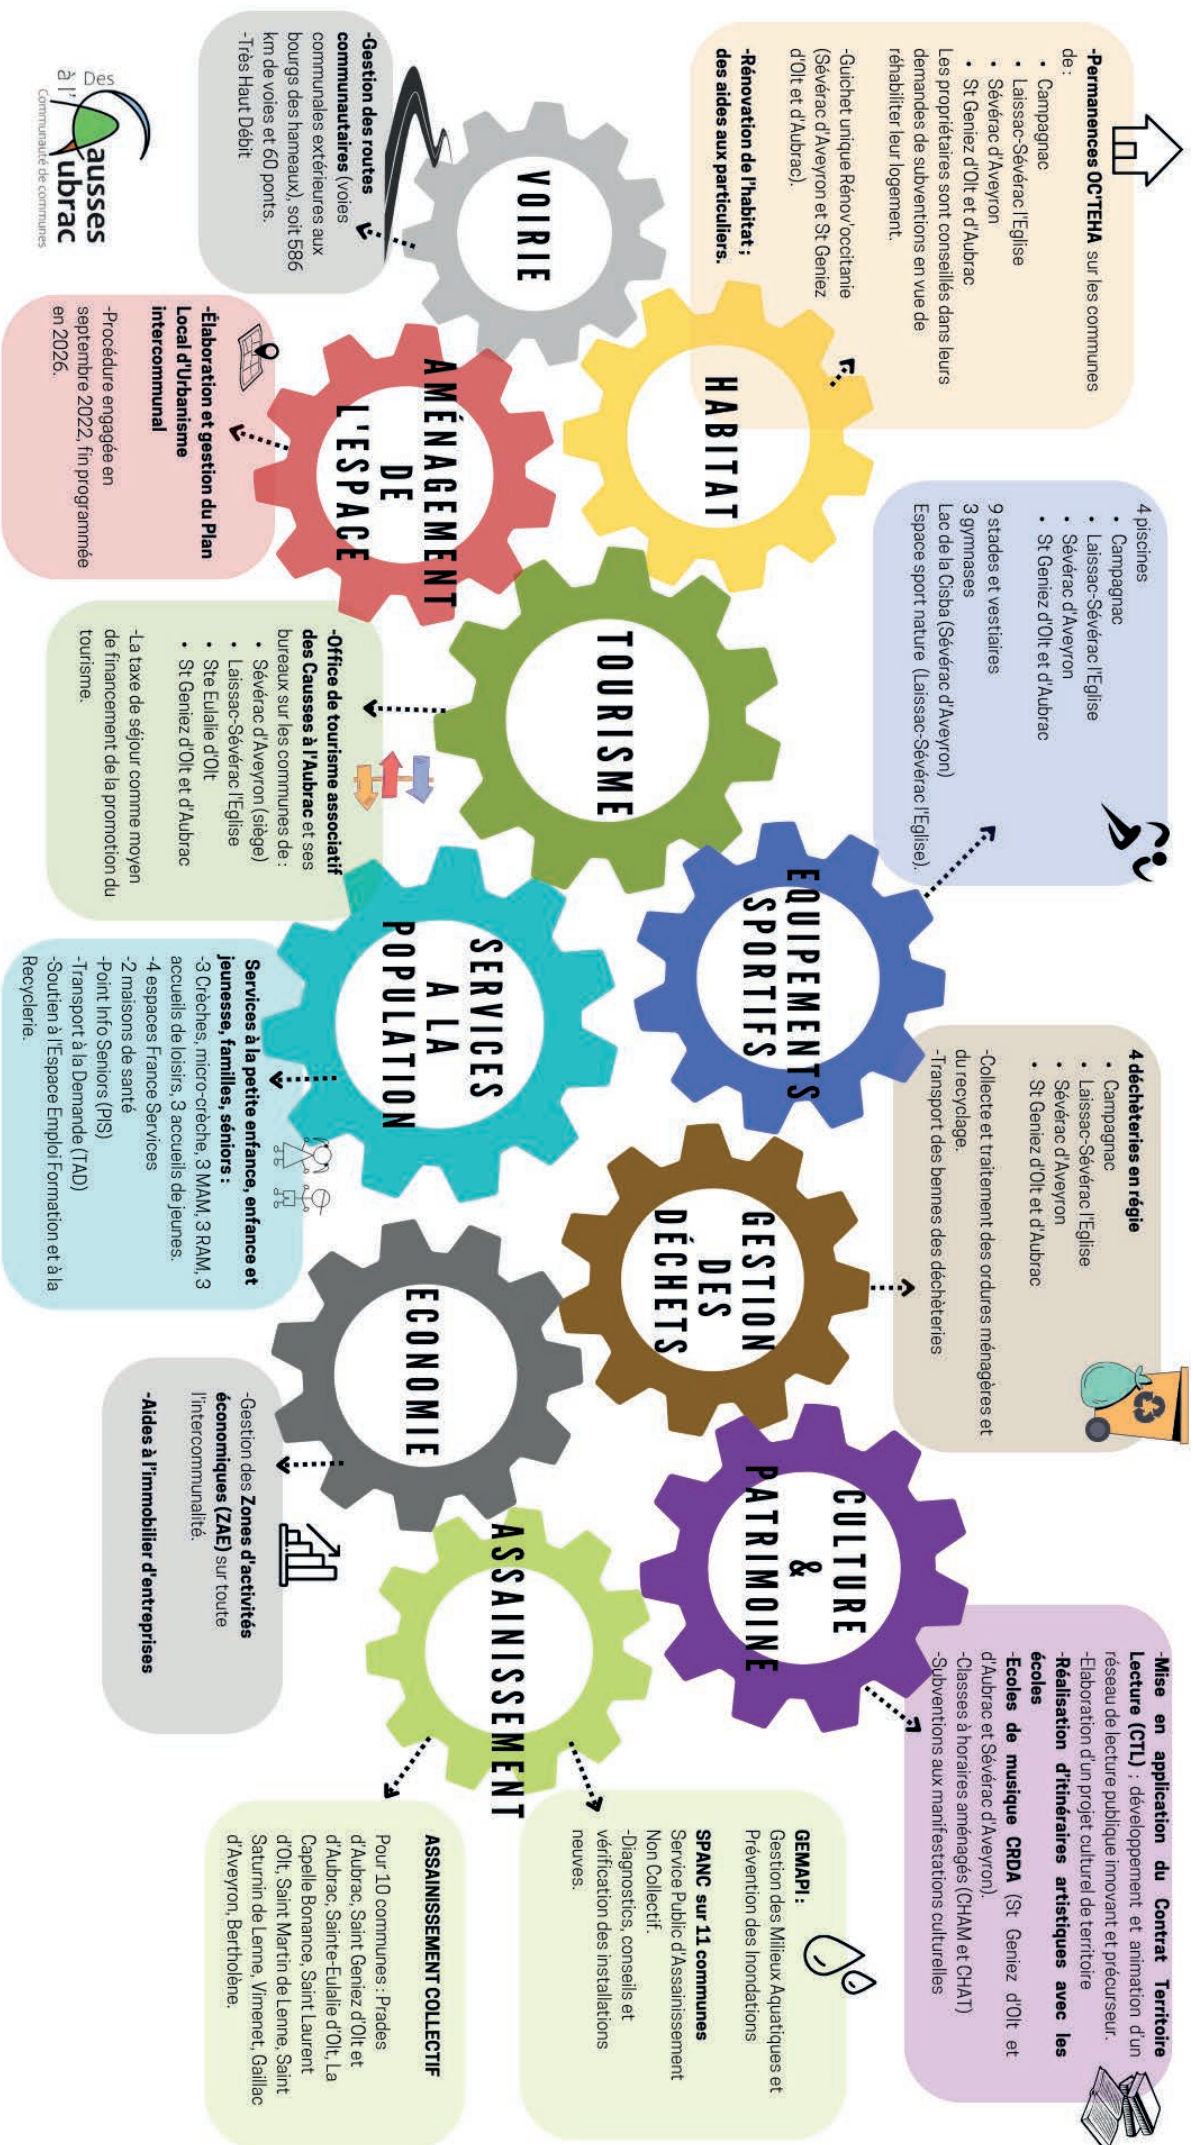 -Permanences OC'TEHA sur les communes
de :
• Campagnac
• Laissac-Sévérac l'Eglise
• Sévérac d'Aveyron
• St Geniez d'Olt et d'Aubrac
Les propriétaires sont conseillés dans leurs
demandes de subventions en vue de
réhabiliter leur logement.
-Guichet unique Rénov'occitanie
(Sévérac d'Aveyron et St Geniez
d'Olt et d'Aubrac).
-Rénovation de l'habitat ;
des aides aux particuliers.
HABITAT
4 piscines
• Campagnac
• Laissac-Sévérac l'Eglise
• Sévérac d'Aveyron
• St Geniez d'Olt et d'Aubrac
9 stades et vestiaires
3 gymnases
Lac de la Cisba (Sévérac d'Aveyron)
Espace sport nature (Laissac-Sévérac l'Eglise).
EQUIPEMENTS
SPORTIFS
4 déchèteries en régie
• Campagnac
• Laissac-Sévérac l'Eglise
• Sévérac d'Aveyron
• St Geniez d'Olt et d'Aubrac
-Collecte et traitement des ordures ménagères et
du recyclage.
-Transport des bennes des déchèteries
GESTION
DES
DÉCHETS
-Mise en application du Contrat Territoire
Lecture (CTL) ; développement et animation d'un
réseau de lecture publique innovant et précurseur.
-Elaboration d'un projet culturel de territoire
-Réalisation d'itinéraires artistiques avec les
écoles
-Ecoles de musique CRDA (St Geniez d'Olt et
d'Aubrac et Sévérac d'Aveyron).
-Classes à horaires aménagés (CHAM et CHAT)
-Subventions aux manifestations culturelles
CULTURE
&
PATRIMOINE
VOIRIE
-Gestion des routes
communautaires (voies
communales extérieures aux
bourgs des hameaux), soit 586
km de voies et 60 ponts.
-Très Haut Débit
AMÉNAGEMENT
DE
L'ESPACE
-Élaboration et gestion du Plan
Local d'Urbanisme
intercommunal
-Procédure engagée en
septembre 2022, fin programmée
en 2026.
TOURISME
-Office de tourisme associatif
des Causses à l'Aubrac et ses
bureaux sur les communes de :
• Sévérac d'Aveyron (siège)
• Laissac-Sévérac l'Eglise
• Ste Eulalie d'Olt
• St Geniez d'Olt et d'Aubrac
-La taxe de séjour comme moyen
de financement de la promotion du
tourisme.
SERVICES
A LA
POPULATION
Services à la petite enfance, enfance et
jeunesse, familles, séniors :
-3 Crèches, micro-crèche, 3 MAM, 3 RAM, 3
accueils de loisirs, 3 accueils de jeunes.
-4 espaces France Services
-2 maisons de santé
-Point Info Seniors (PIS)
-Transport à la Demande (TAD)
-Soutien à l'Espace Emploi Formation et à la
Recyclerie.
ECONOMIE
-Gestion des Zones d'activités
économiques (ZAE) sur toute
l'intercommunalité.
-Aides à l'immobilier d'entreprises
ASSAINISSEMENT
GEMAPI :
Gestion des Milieux Aquatiques et
Prévention des Inondations
SPANC sur 11 communes
Service Public d'Assainissement
Non Collectif.
-Diagnostics, conseils et
vérification des installations
neuves.
ASSAINISSEMENT COLLECTIF
Pour 10 communes : Prades
d'Aubrac, Saint Geniez d'Olt et
d'Aubrac, Sainte-Eulalie d'Olt, La
Capelle Bonance, Saint Laurent
d'Olt, Saint Martin de Lenne, Saint
Saturnin de Lenne, Vimenet, Gaillac
d'Aveyron, Bertholène.
Des Causses
à l'Aubrac
Communauté de communes